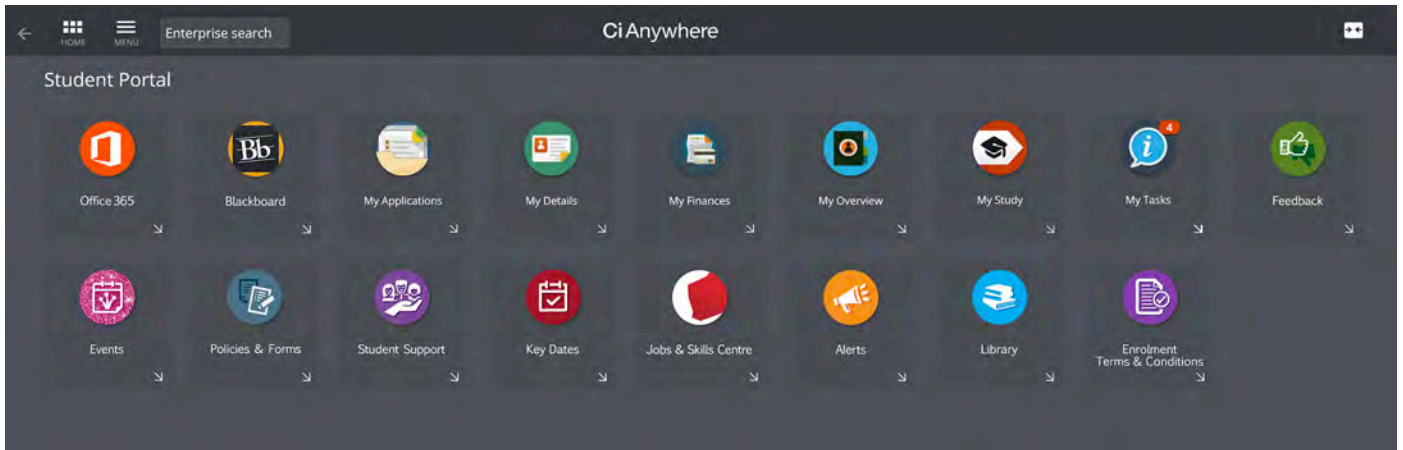 HOME
MENU
Enterprise search
Ci Anywhere
Student Portal
Bb
4
i
Office 365
Blackboard
My Applications
My Details
My Finances
My Overview
My Study
My Tasks
Feedback
Events
Policies & Forms
Student Support
Key Dates
Jobs & Skills Centre
Alerts
Library
Enrolment
Terms & Conditions